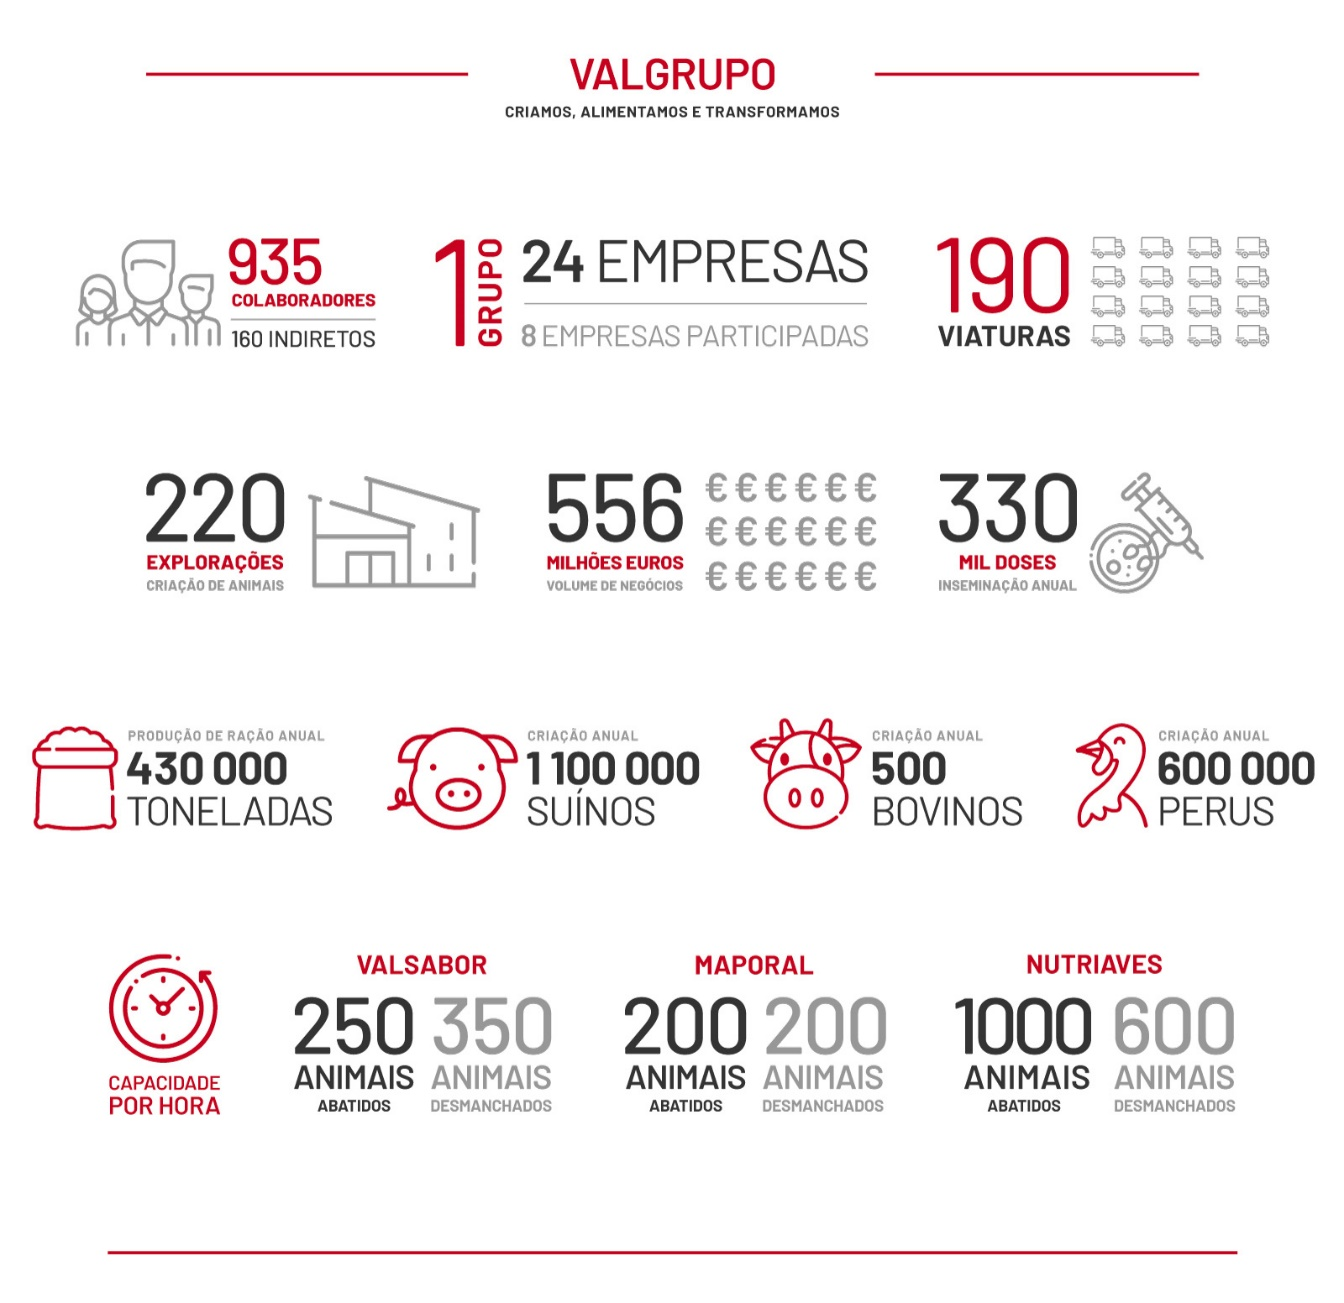 VALGRUPO
CRIAMOS, ALIMENTAMOS E TRANSFORMAMOS
935
COLABORADORES
160 INDIRETOS
1 GRUPO
24 EMPRESAS
8 EMPRESAS PARTICIPADAS
190
VIATURAS
220
EXPLORAÇÕES
CRIAÇÃO DE ANIMAIS
556
MILHÕES EUROS
VOLUME DE NEGÓCIOS
€ € € € € €
€ € € € € €
€ € € € € €
330
MIL DOSES
INSEMINAÇÃO ANUAL
PRODUÇÃO DE RAÇÃO ANUAL
430 000
TONELADAS
CRIAÇÃO ANUAL
1 100 000
SUÍNOS
CRIAÇÃO ANUAL
500
BOVINOS
CRIAÇÃO ANUAL
600 000
PERUS
CAPACIDADE
POR HORA
VALSABOR
250 350
ANIMAIS ANIMAIS
ABATIDOS DESMANCHADOS
MAPORAL
200 200
ANIMAIS ANIMAIS
ABATIDOS DESMANCHADOS
NUTRIAVES
1000 600
ANIMAIS ANIMAIS
ABATIDOS DESMANCHADOS